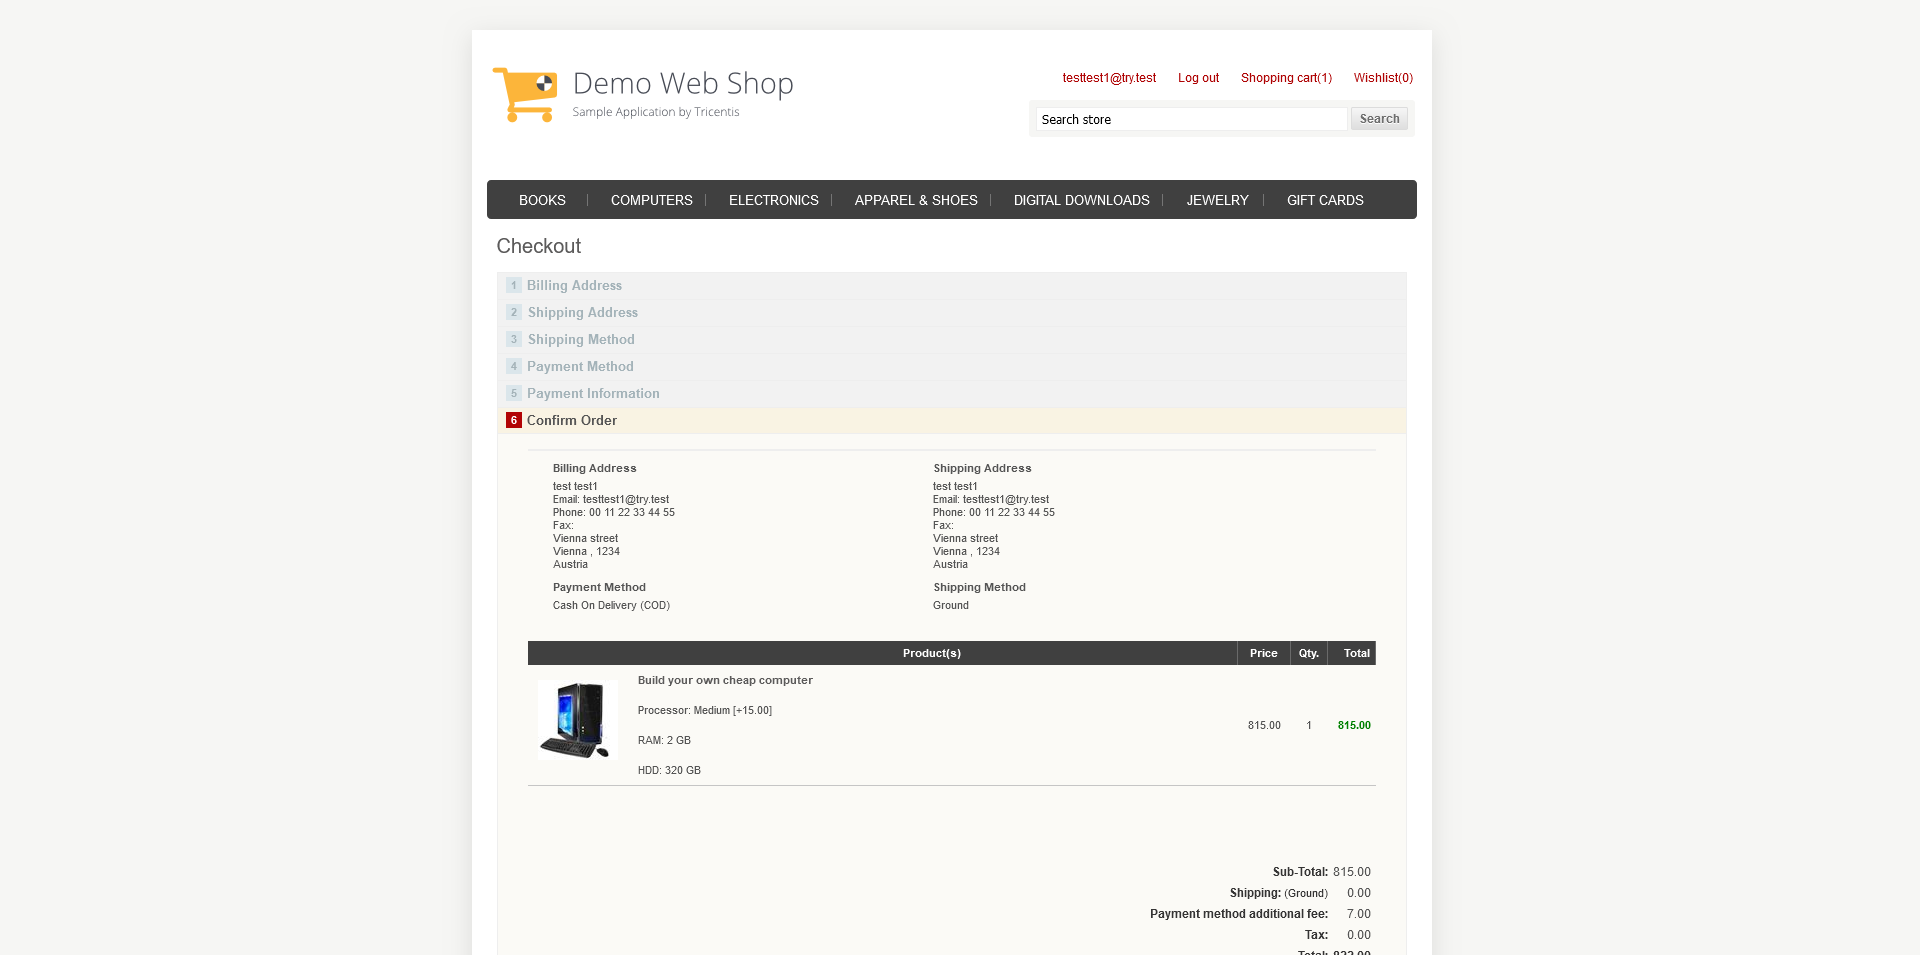 Demo Web Shop
Sample Application by Tricentis
testtest1@try.test Log out Shopping cart(1) Wishlist(0)
Search store Search
BOOKS COMPUTERS ELECTRONICS APPAREL & SHOES DIGITAL DOWNLOADS JEWELRY GIFT CARDS
Checkout
1 Billing Address
2 Shipping Address
3 Shipping Method
4 Payment Method
5 Payment Information
6 Confirm Order
Billing Address
test test1
Email: testtest1@try.test
Phone: 00 11 22 33 44 55
Fax:
Vienna street
Vienna , 1234
Austria
Payment Method
Cash On Delivery (COD)
Shipping Address
test test1
Email: testtest1@try.test
Phone: 00 11 22 33 44 55
Fax:
Vienna street
Vienna , 1234
Austria
Shipping Method
Ground
Product(s) Price Qty. Total
Build your own cheap computer
Processor: Medium [+15.00]
RAM: 2 GB
HDD: 320 GB
815.00 1 815.00
Sub-Total: 815.00
Shipping: (Ground) 0.00
Payment method additional fee: 7.00
Tax: 0.00
Total: 822.00